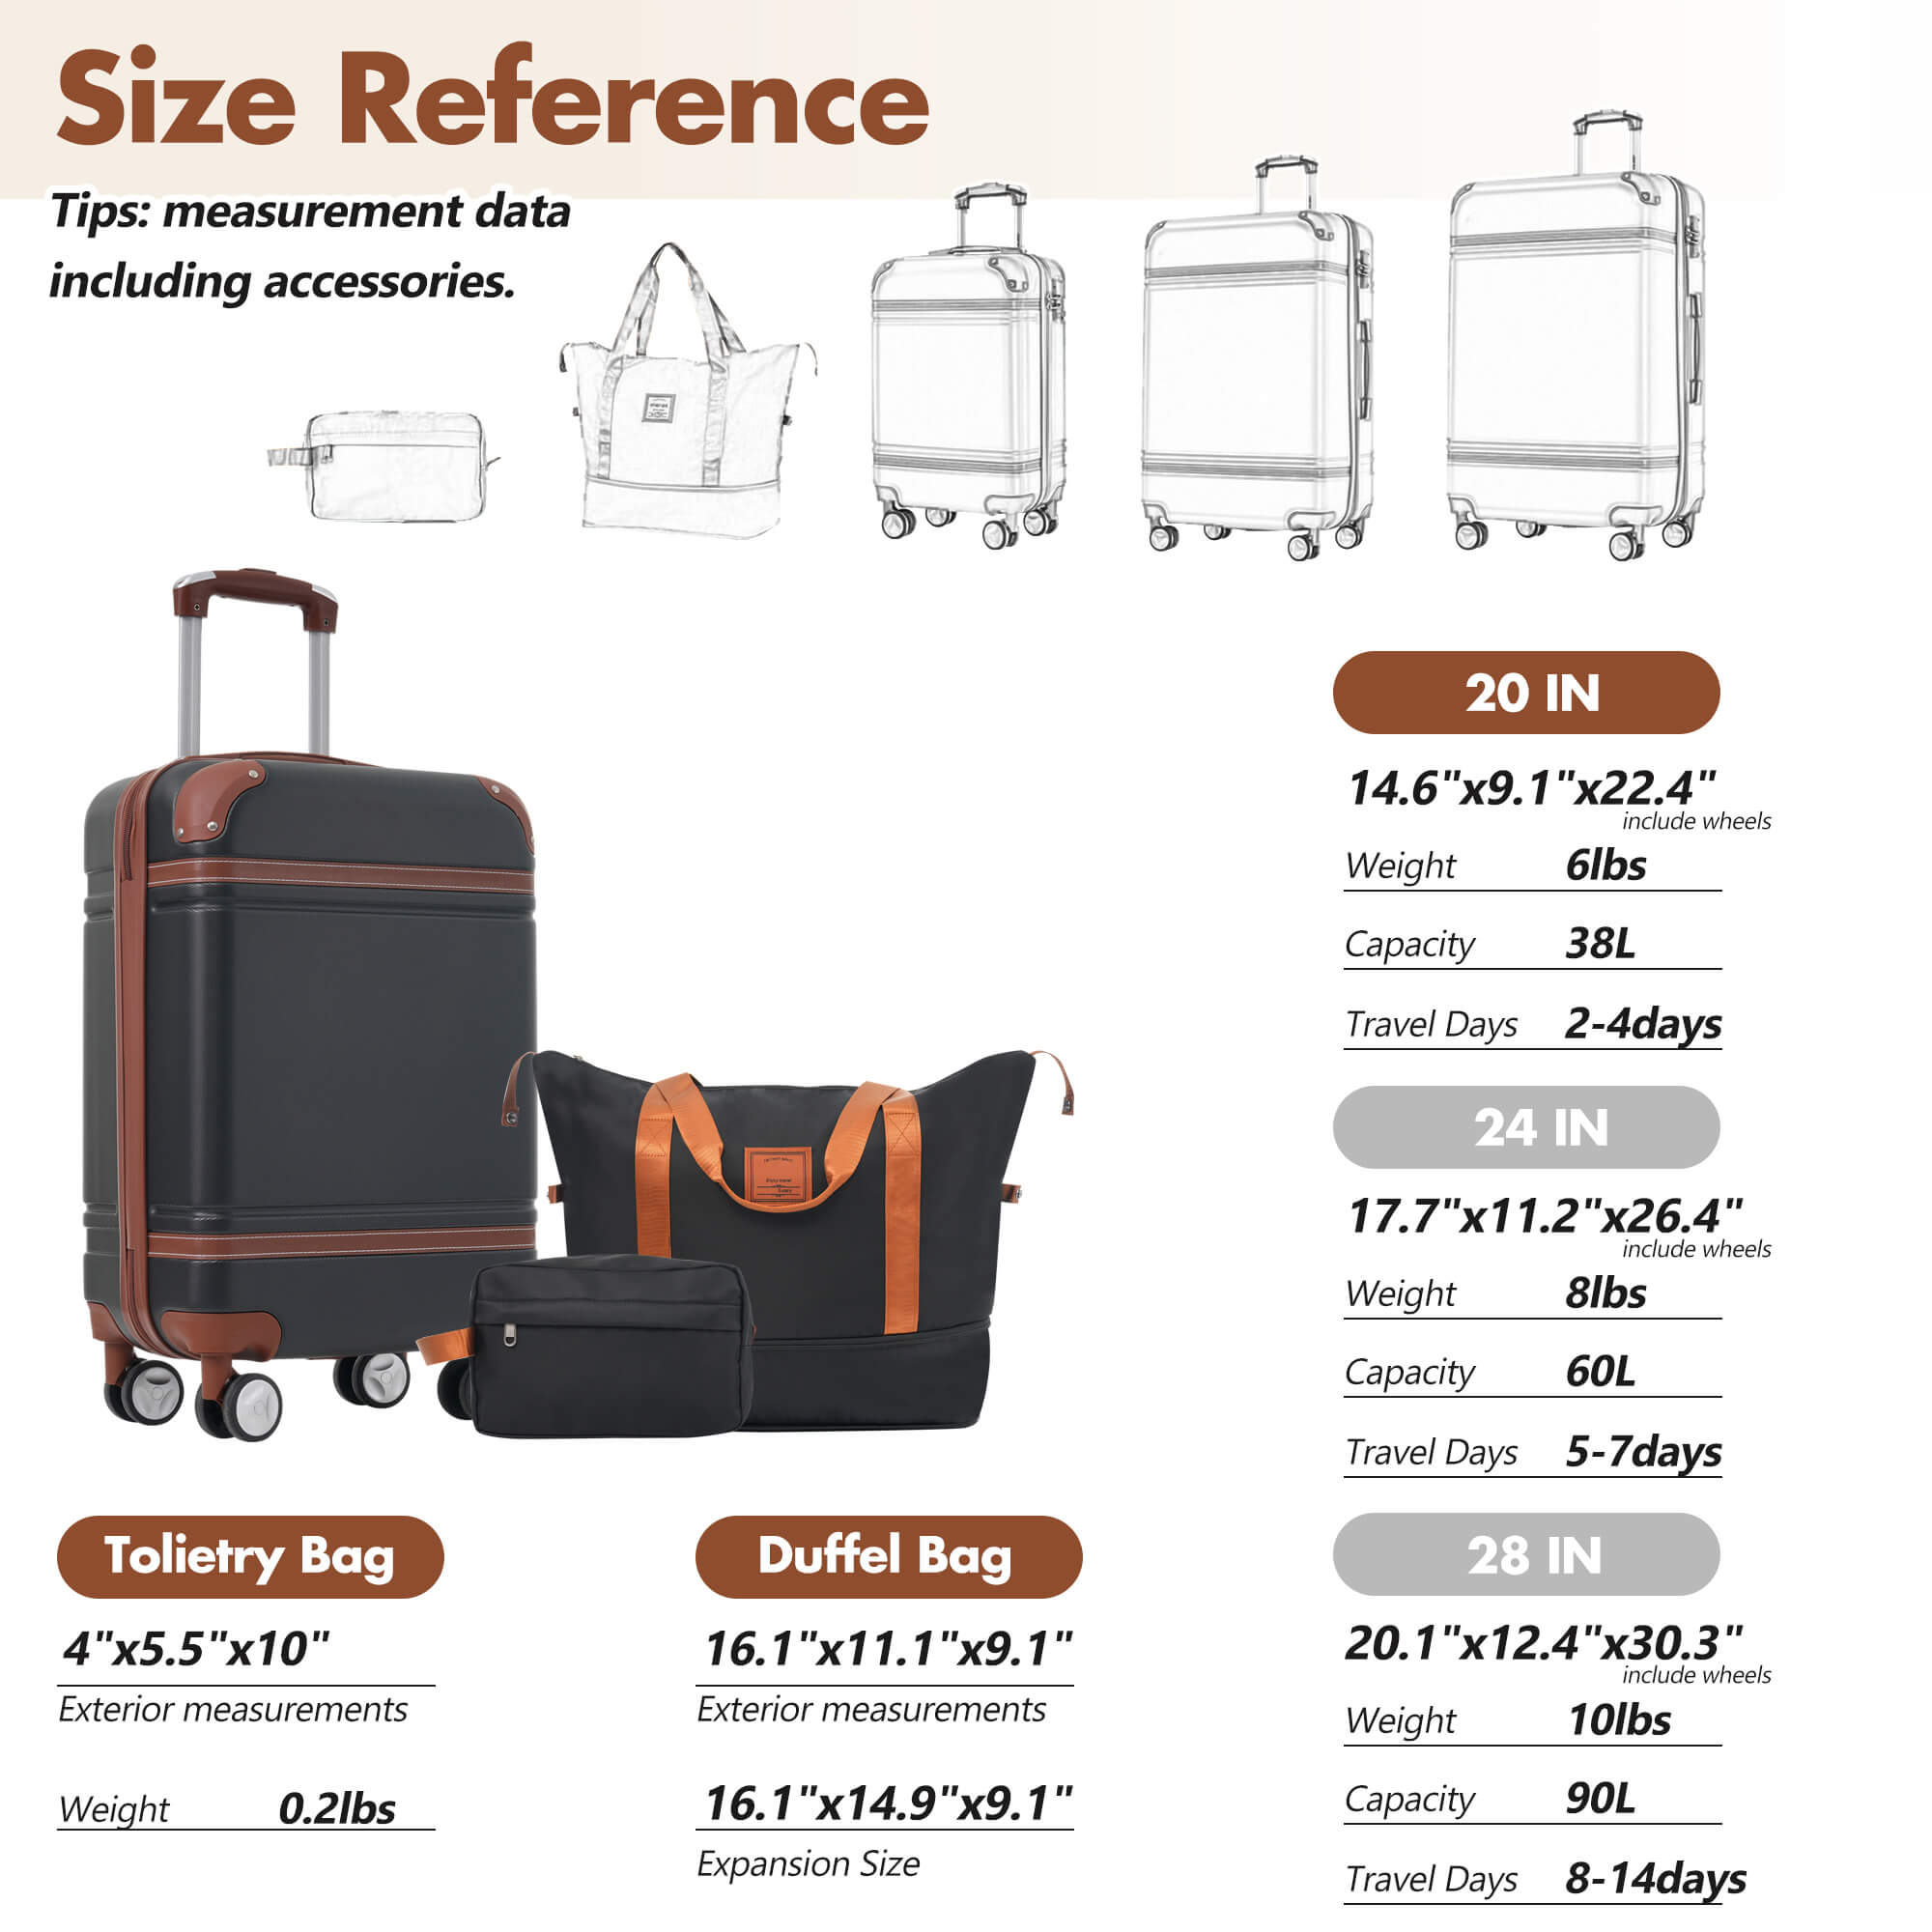 Size Reference
Tips: measurement data
including accessories.
20 IN
14.6"x9.1"x22.4"
include wheels
Weight 6lbs
Capacity 38L
Travel Days 2-4days
24 IN
17.7"x11.2"x26.4"
include wheels
Weight 8lbs
Capacity 60L
Travel Days 5-7days
Tolietry Bag
4"x5.5"x10"
Exterior measurements
Weight 0.2lbs
Duffel Bag
16.1"x11.1"x9.1"
Exterior measurements
16.1"x14.9"x9.1"
Expansion Size
28 IN
20.1"x12.4"x30.3"
include wheels
Weight 10lbs
Capacity 90L
Travel Days 8-14days